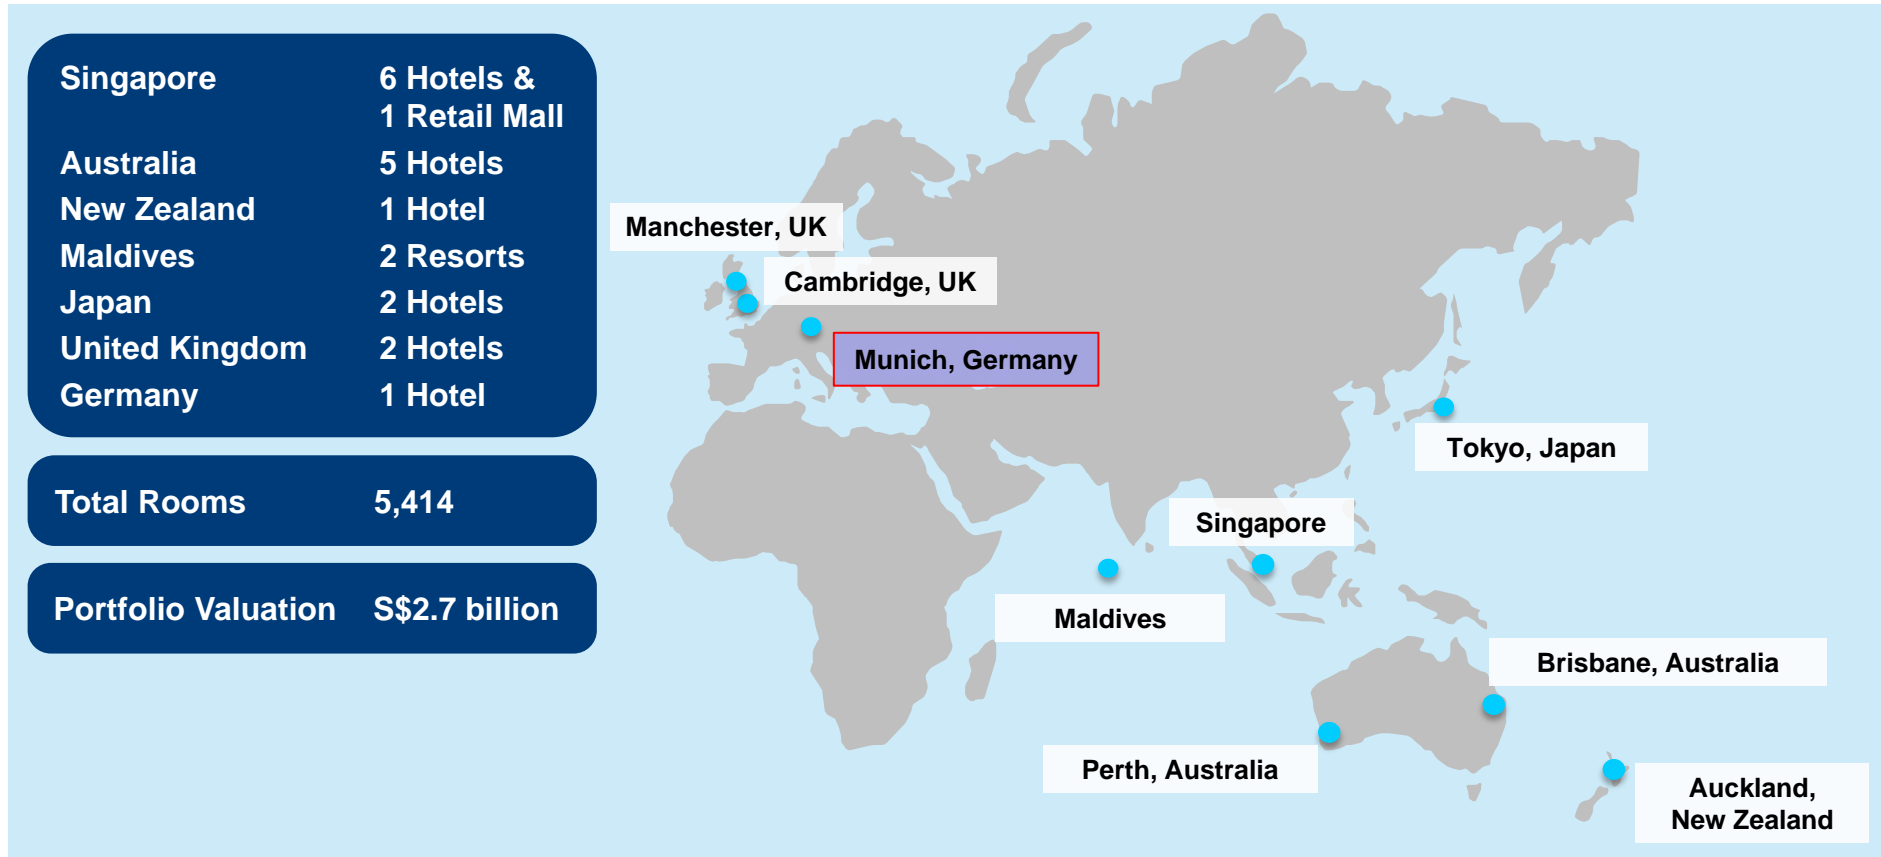 Singapore 6 Hotels &
1 Retail Mall
Australia 5 Hotels
New Zealand 1 Hotel
Maldives 2 Resorts
Japan 2 Hotels
United Kingdom 2 Hotels
Germany 1 Hotel
Total Rooms 5,414
Portfolio Valuation S$2.7 billion
Manchester, UK
Cambridge, UK
Munich, Germany
Tokyo, Japan
Singapore
Maldives
Brisbane, Australia
Perth, Australia
Auckland,
New Zealand